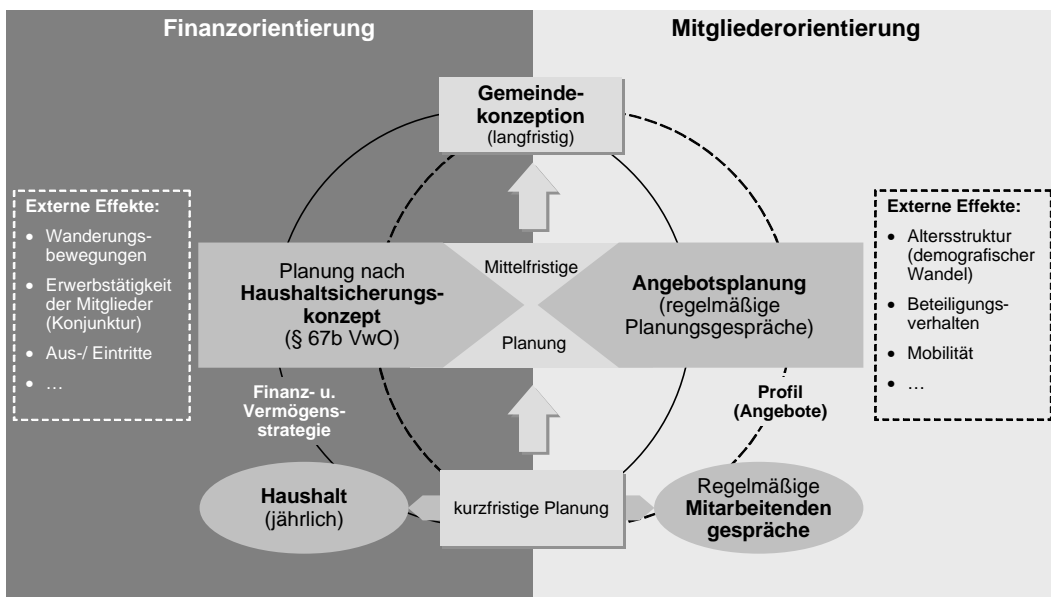 Finanzorientierung
Mitgliederorientierung
Gemeinde-
konzeption
(langfristig)
Externe Effekte:
• Wanderungs-
bewegungen
• Erwerbstätigkeit
der Mitglieder
(Konjunktur)
• Aus-/ Eintritte
• …
Planung nach
Haushaltsicherungs-
konzept
(§ 67b VwO)
Mittelfristige
Planung
Angebotsplanung
(regelmäßige
Planungsgespräche)
Externe Effekte:
• Altersstruktur
(demografischer
Wandel)
• Beteiligungs-
verhalten
• Mobilität
• …
Finanz- u.
Vermögens-
strategie
Profil
(Angebote)
Haushalt
(jährlich)
kurzfristige Planung
Regelmäßige
Mitarbeitenden
gespräche